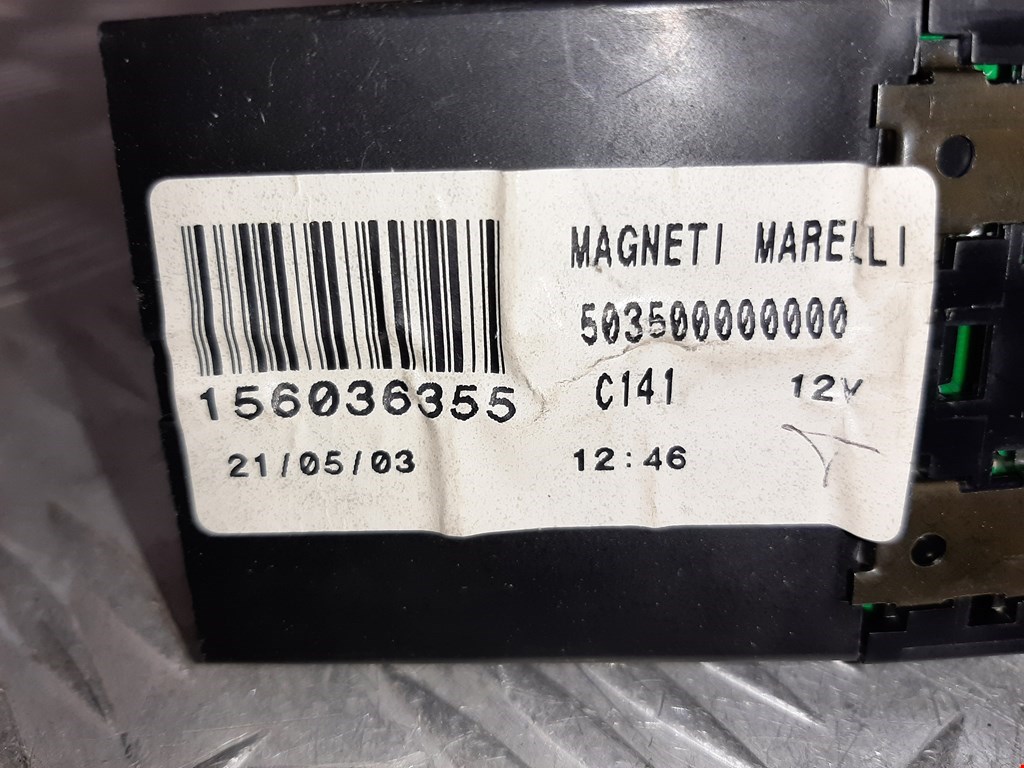 MAGNETI MARELLI
503500000000
C141 12V
156036355
21/05/03 12:46